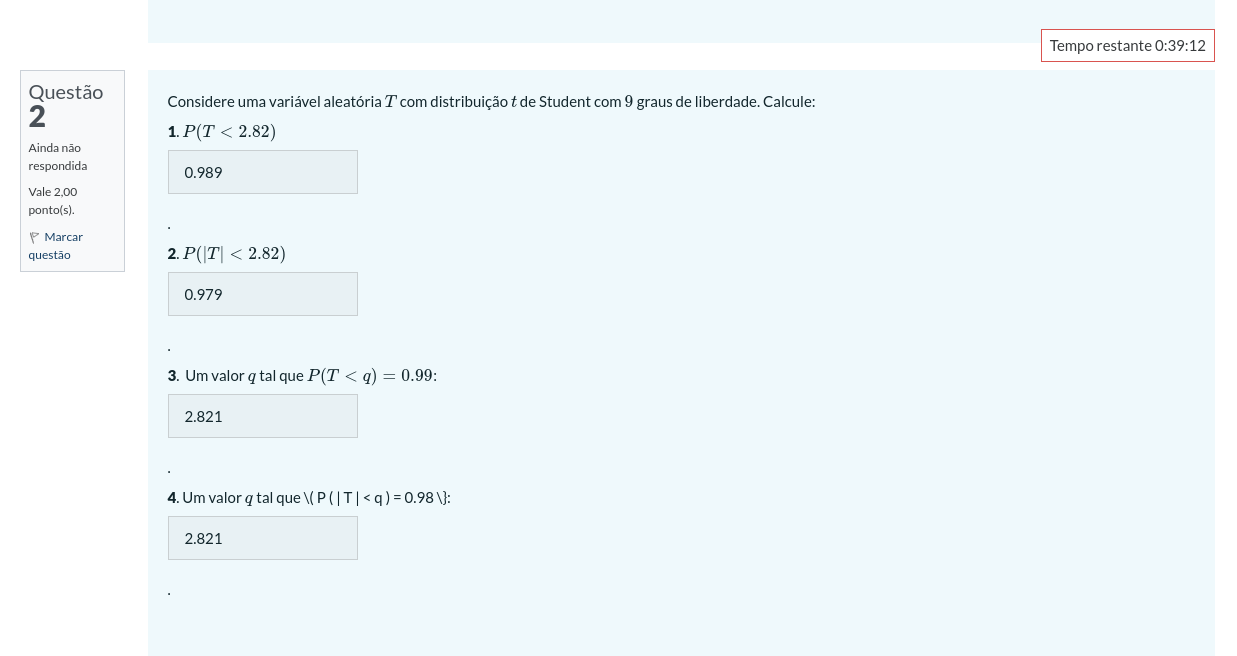 Tempo restante 0:39:12
Questão
2
Ainda não
respondida
Vale 2,00
ponto(s).
Marcar
questão
Considere uma variável aleatória T com distribuição t de Student com 9 graus de liberdade. Calcule:
1. P(T < 2.82)
0.989
.
2. P(|T| < 2.82)
0.979
.
3. Um valor q tal que P(T < q) = 0.99:
2.821
.
4. Um valor q tal que \( P ( | T | < q ) = 0.98 \}:
2.821
.